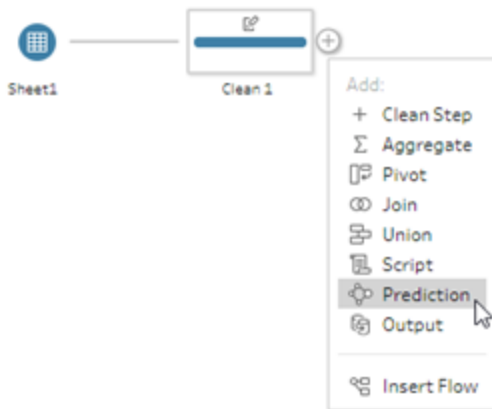 Sheet1
Clean 1
Add:
Clean Step
Aggregate
Pivot
Join
Union
Script
Prediction
Output
Insert Flow